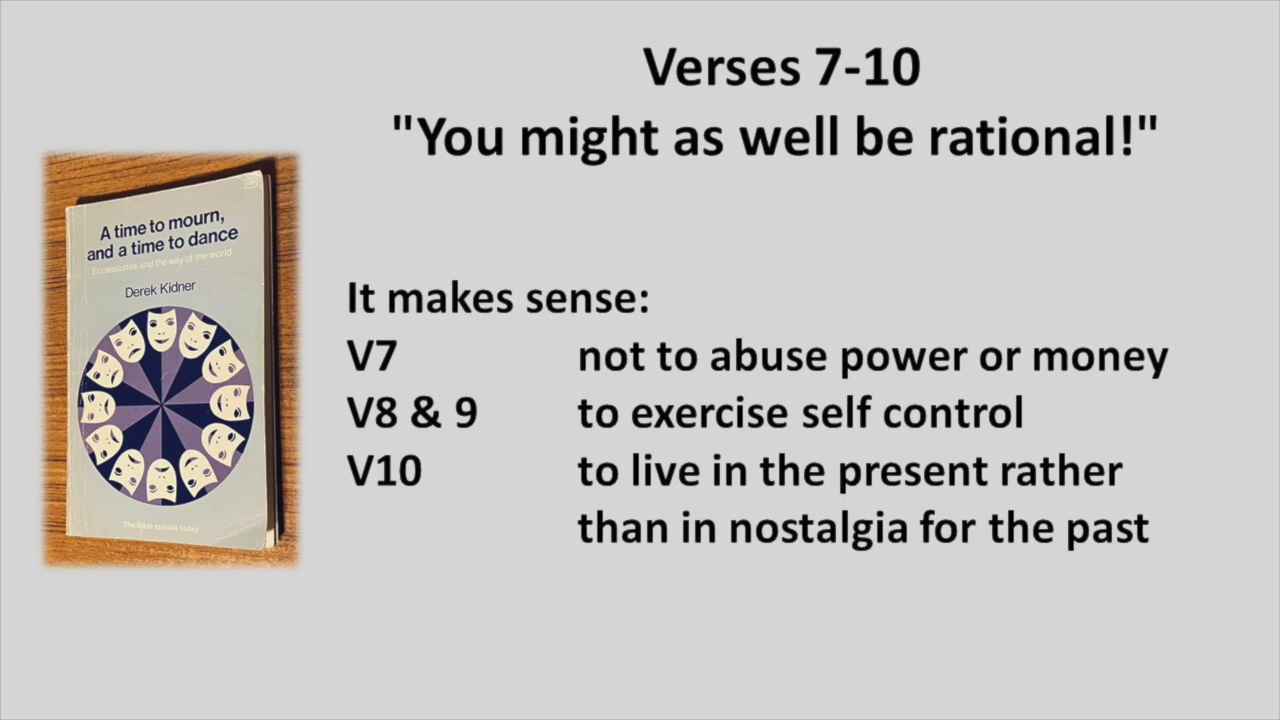 Verses 7-10
"You might as well be rational!"
A time to mourn,
and a time to dance
Ecclesiastes and the way of the world
Derek Kidner
The Bible speaks today
It makes sense:
V7 not to abuse power or money
V8 & 9 to exercise self control
V10 to live in the present rather
than in nostalgia for the past